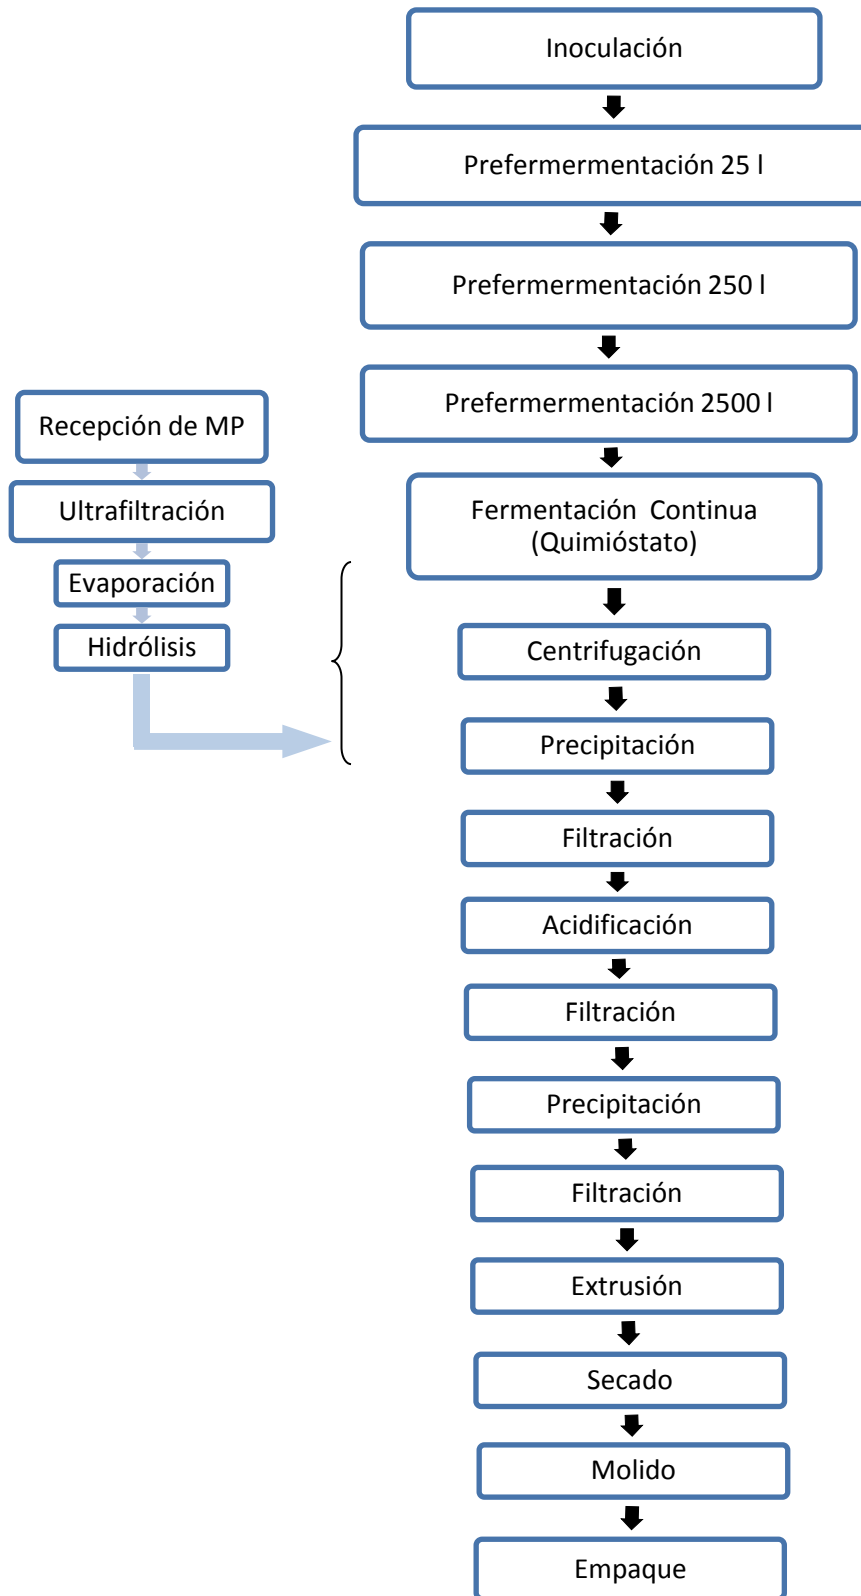 Inoculación
Prefermermentación 25 l
Prefermermentación 250 l
Prefermermentación 2500 l
Recepción de MP
Ultrafiltración
Evaporación
Hidrólisis
Fermentación Continua
(Quimióstato)
Centrifugación
Precipitación
Filtración
Acidificación
Filtración
Precipitación
Filtración
Extrusión
Secado
Molido
Empaque